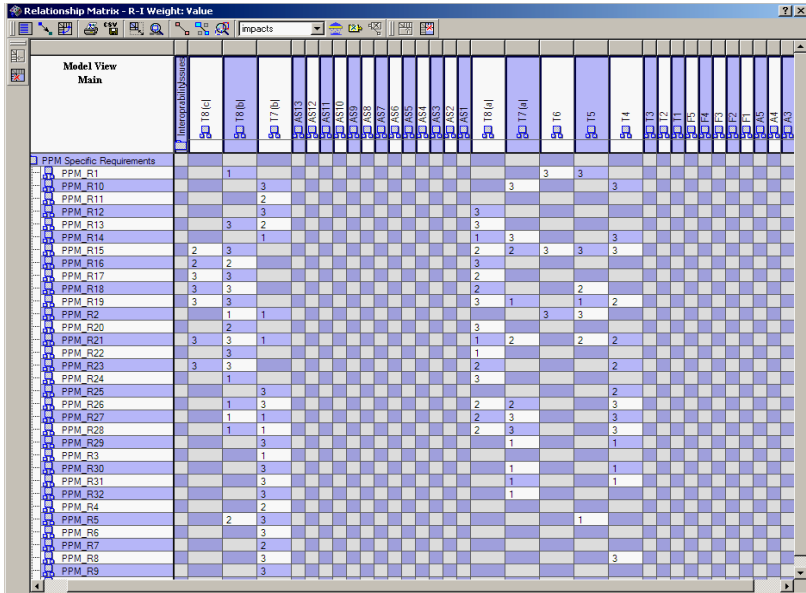 Relationship Matrix - R-I Weight: Value
CSV impacts
Model View
Main
Interoprability Issues T8 (c) T8 (b) T7 (b) AS13 AS12 AS11 AS10 AS9 AS8 AS7 AS6 AS5 AS4 AS3 AS2 AS1 T8 (a) T7 (a) T6 T5 T4 T3 T2 T1 F5 F4 F3 F2 F1 A5 A4 A3
PPM Specific Requirements
PPM_R1 1 3 3
PPM_R10 3 3 3
PPM_R11 2
PPM_R12 3 3
PPM_R13 3 2 3
PPM_R14 1 1 3 3
PPM_R15 2 3 2 2 3 3 3
PPM_R16 2 2 3
PPM_R17 3 3 2
PPM_R18 3 3 2 2
PPM_R19 3 3 3 1 1 2
PPM_R2 1 1 3 3
PPM_R20 2 3
PPM_R21 3 3 1 1 2 2 2
PPM_R22 3 1
PPM_R23 3 3 2 2
PPM_R24 1 3
PPM_R25 3 2
PPM_R26 1 3 2 2 3
PPM_R27 1 1 2 3 3
PPM_R28 1 1 2 3 3
PPM_R29 3 1 1
PPM_R3 1
PPM_R30 3 1 1
PPM_R31 3 1 1
PPM_R32 3 1
PPM_R4 2
PPM_R5 2 3 1
PPM_R6 3
PPM_R7 2
PPM_R8 3 3
PPM_R9 3